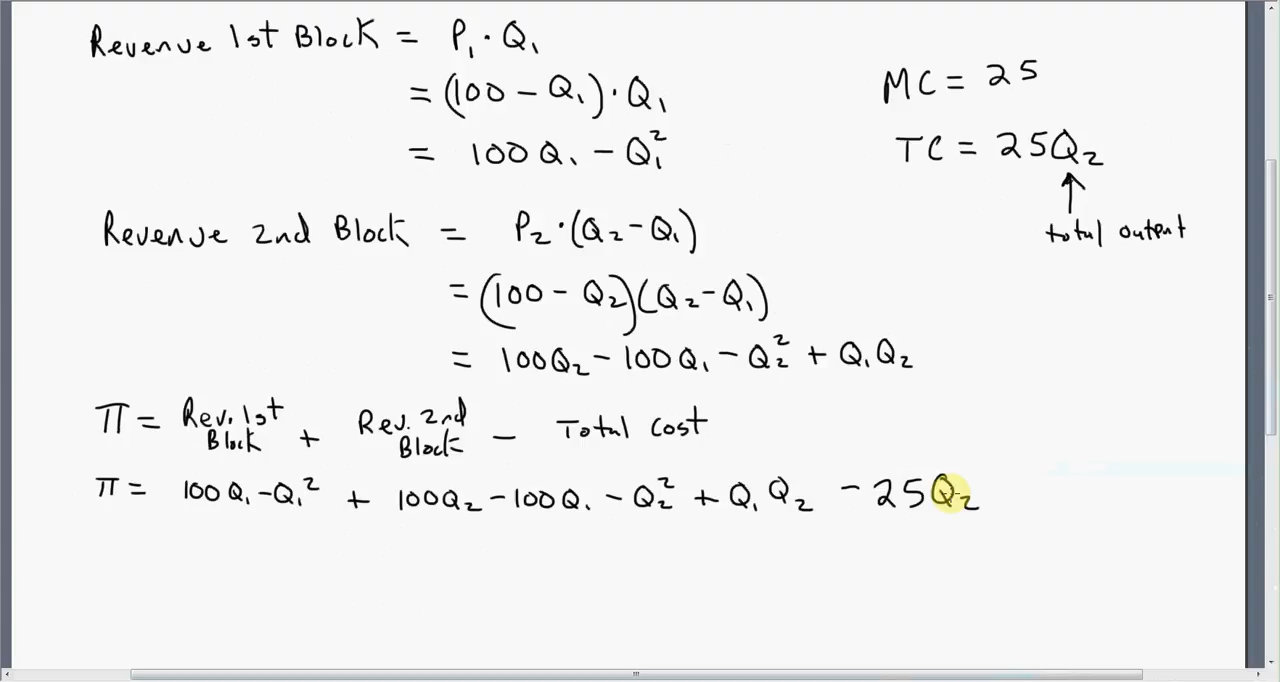 Revenue 1st Block = P₁ · Q₁
= (100 - Q₁) · Q₁
= 100Q₁ - Q₁²
MC = 25
TC = 25Q₂
↑
total output
Revenue 2nd Block = P₂ · (Q₂ - Q₁)
= (100 - Q₂)(Q₂ - Q₁)
= 100Q₂ - 100Q₁ - Q₂² + Q₁Q₂
π = Rev. 1st Block + Rev. 2nd Block - Total cost
π = 100Q₁ - Q₁² + 100Q₂ - 100Q₁ - Q₂² + Q₁Q₂ - 25Q₂